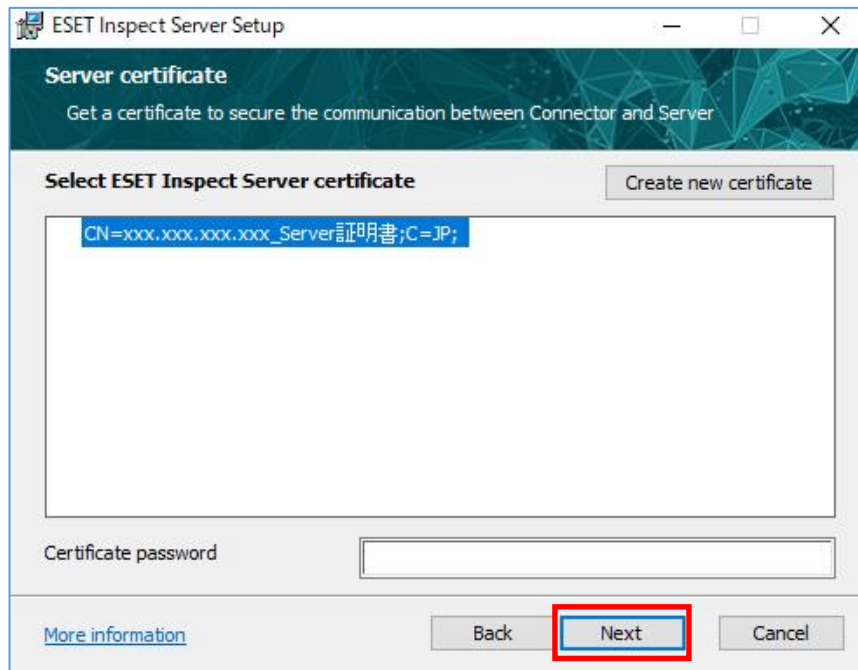 ESET Inspect Server Setup
Server certificate
Get a certificate to secure the communication between Connector and Server
Select ESET Inspect Server certificate
Create new certificate
CN=xxx.xxx.xxx.xxx_Server証明書;C=JP;
Certificate password
More information
Back
Next
Cancel